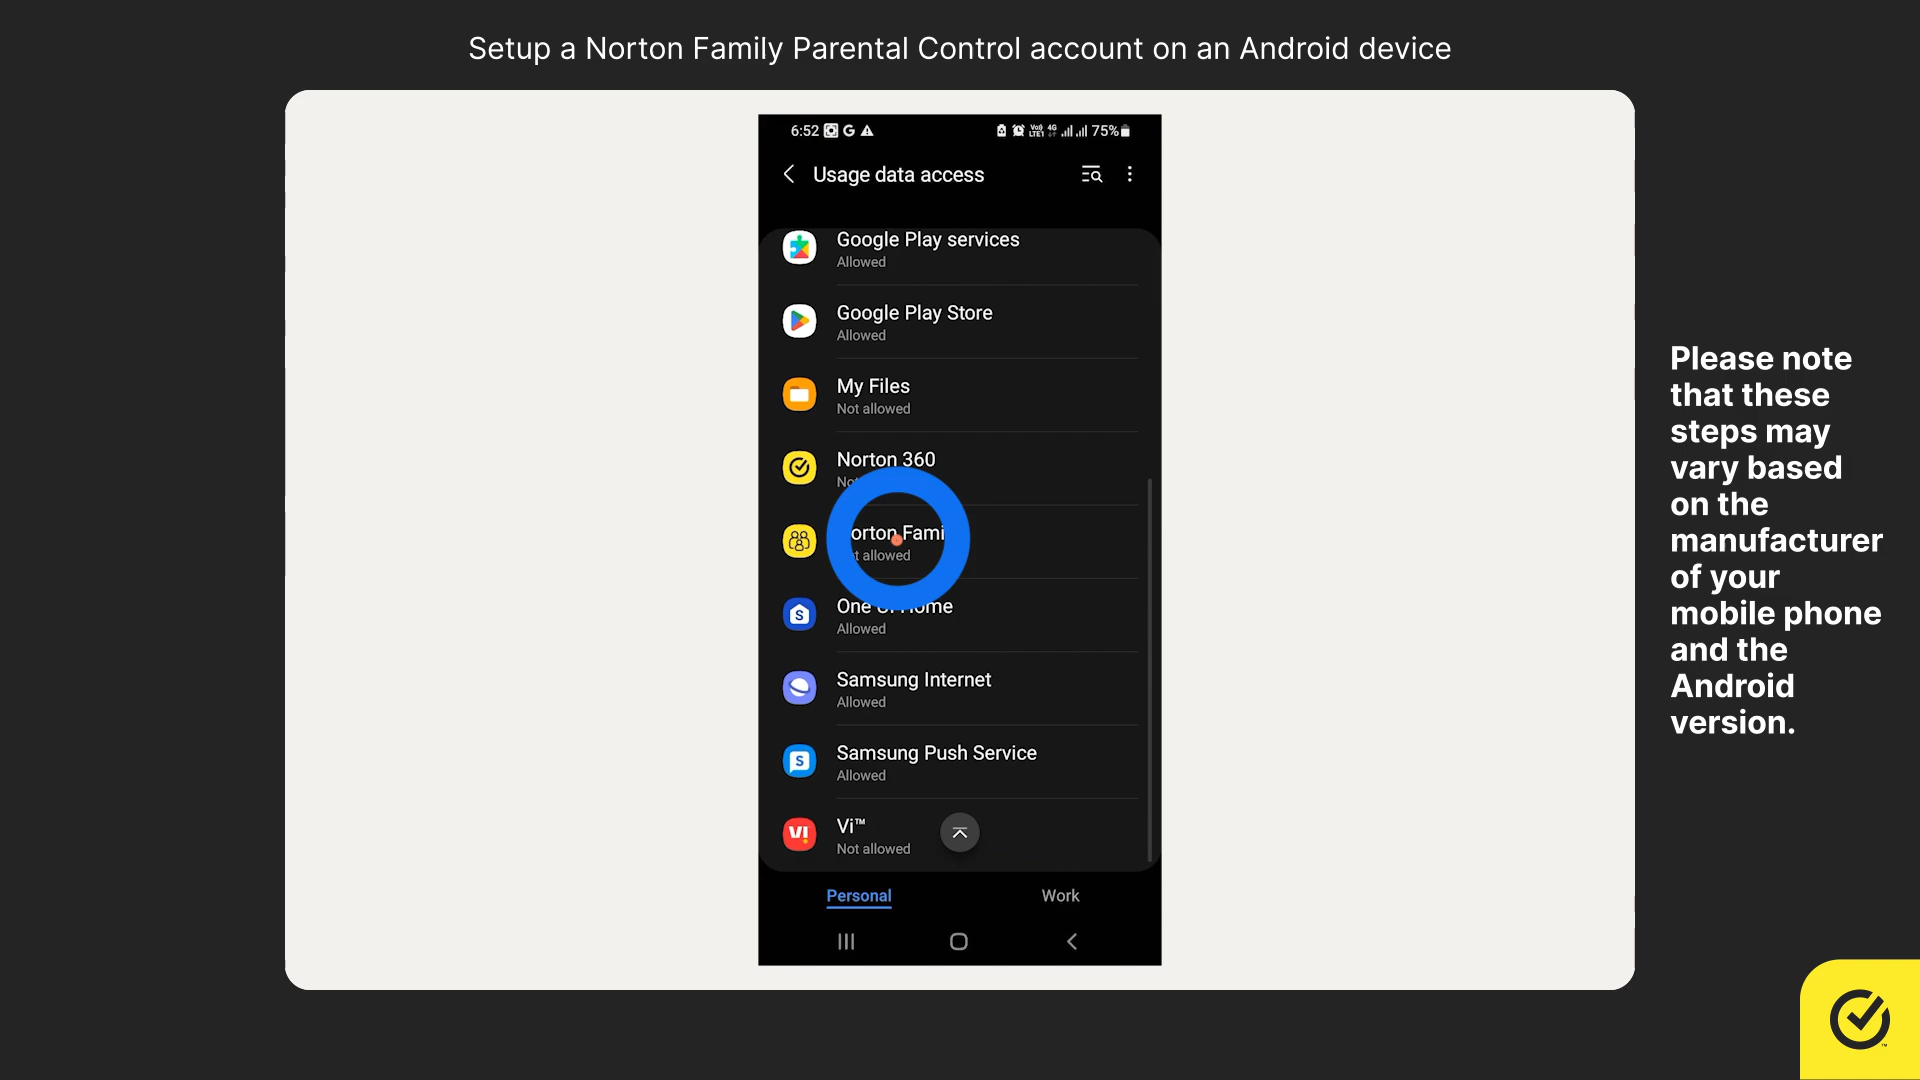 Setup a Norton Family Parental Control account on an Android device
6:52
75%
Usage data access
Google Play services
Allowed
Google Play Store
Allowed
My Files
Not allowed
Norton 360
orton Fami
allowed
One UI Home
Allowed
Samsung Internet
Allowed
Samsung Push Service
Allowed
Vi™
Not allowed
Personal
Work
Please note
that these
steps may
vary based
on the
manufacturer
of your
mobile phone
and the
Android
version.